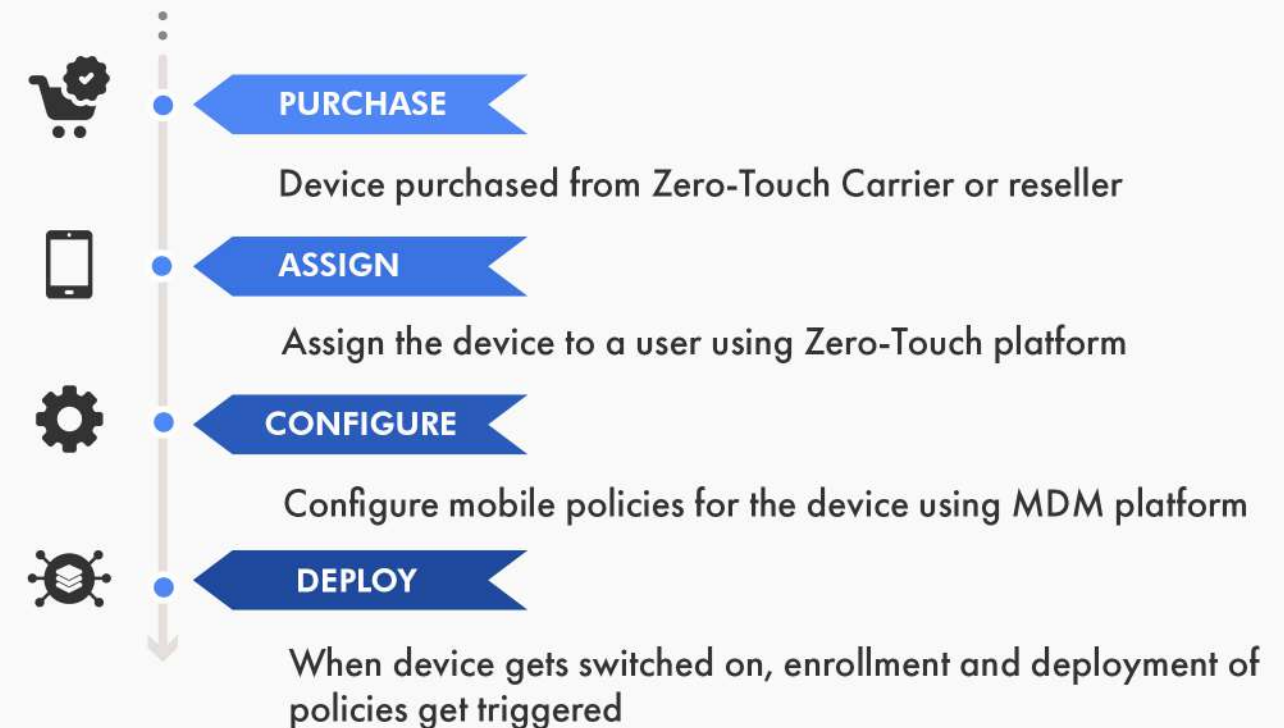 PURCHASE
Device purchased from Zero-Touch Carrier or reseller
ASSIGN
Assign the device to a user using Zero-Touch platform
CONFIGURE
Configure mobile policies for the device using MDM platform
DEPLOY
When device gets switched on, enrollment and deployment of
policies get triggered